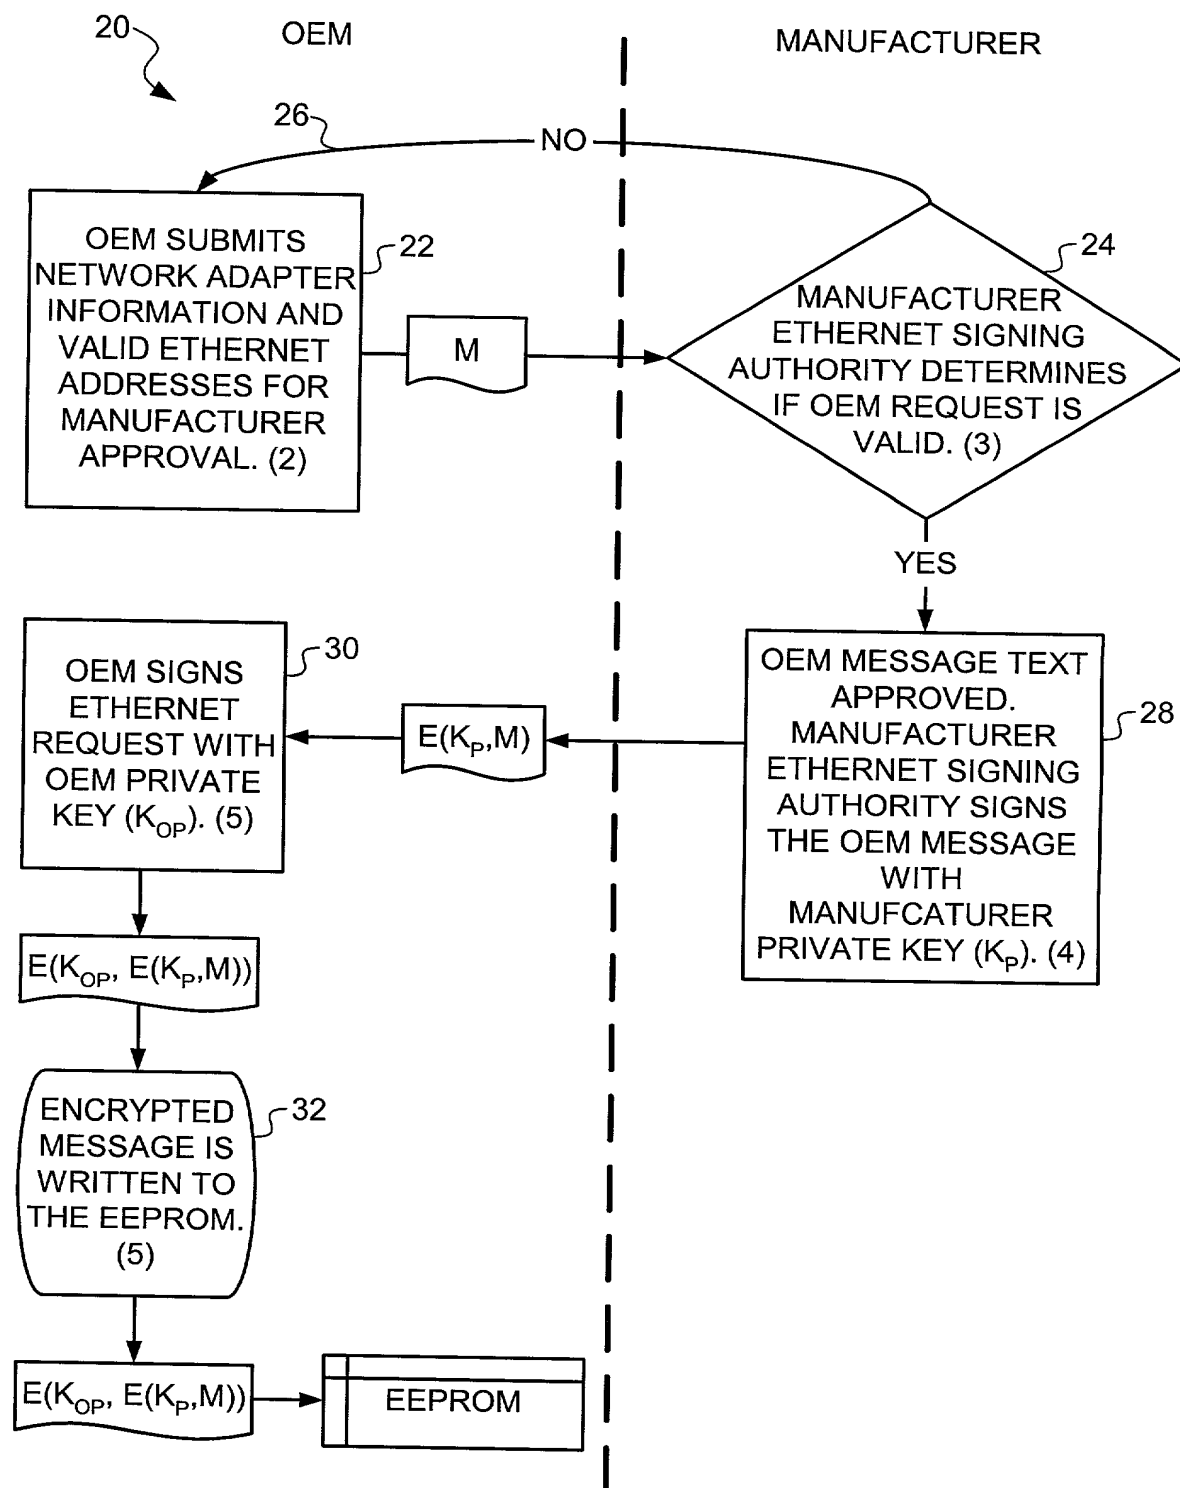 20
OEM
MANUFACTURER
26
NO
OEM SUBMITS
NETWORK ADAPTER
INFORMATION AND
VALID ETHERNET
ADDRESSES FOR
MANUFACTURER
APPROVAL. (2)
22
M
24
MANUFACTURER
ETHERNET SIGNING
AUTHORITY DETERMINES
IF OEM REQUEST IS
VALID. (3)
YES
OEM MESSAGE TEXT
APPROVED.
MANUFACTURER
ETHERNET SIGNING
AUTHORITY SIGNS
THE OEM MESSAGE
WITH
MANUFCATURER
PRIVATE KEY (KP). (4)
28
E(KP,M)
OEM SIGNS
ETHERNET
REQUEST WITH
OEM PRIVATE
KEY (KOP). (5)
30
E(KOP, E(KP,M))
ENCRYPTED
MESSAGE IS
WRITTEN TO
THE EEPROM.
(5)
32
E(KOP, E(KP,M))
EEPROM